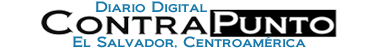 Diario Digital
ContraPunto
El Salvador, Centroamérica